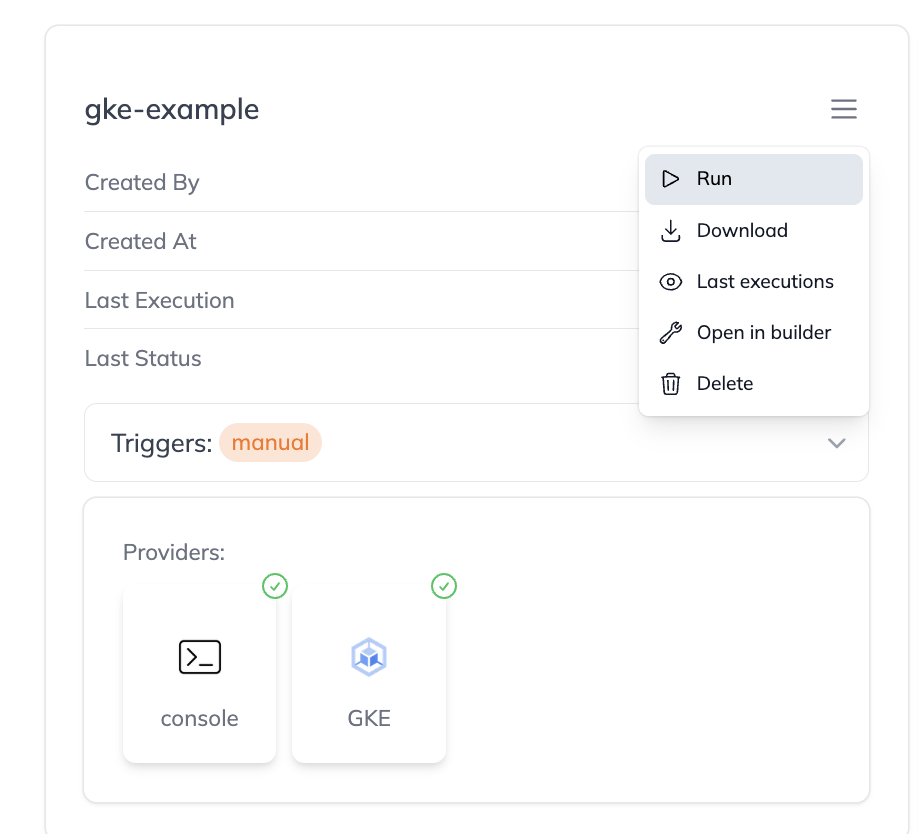 gke-example
Created By
Created At
Last Execution
Last Status
Run
Download
Last executions
Open in builder
Delete
Triggers: manual
Providers:
console
GKE